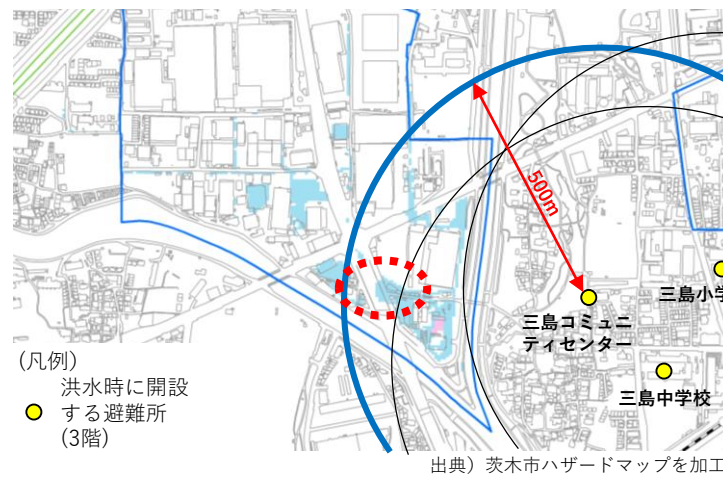 500m
三島小学
三島コミュニ
ティセンター
三島中学校
(凡例)
洪水時に開設
する避難所
(3階)
出典）茨木市ハザードマップを加工